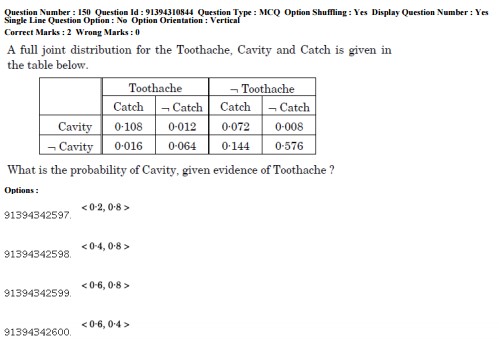 Question Number : 150 Question Id : 91394310844 Question Type : MCQ Option Shuffling : Yes Display Question Number : Yes
Single Line Question Option : No Option Orientation : Vertical
Correct Marks : 2 Wrong Marks : 0
A full joint distribution for the Toothache, Cavity and Catch is given in
the table below.
Toothache ¬ Toothache
Catch ¬ Catch Catch ¬ Catch
Cavity 0·108 0·012 0·072 0·008
¬ Cavity 0·016 0·064 0·144 0·576
What is the probability of Cavity, given evidence of Toothache ?
Options :
< 0·2, 0·8 >
91394342597.
< 0·4, 0·8 >
91394342598.
< 0·6, 0·8 >
91394342599.
< 0·6, 0·4 >
91394342600.